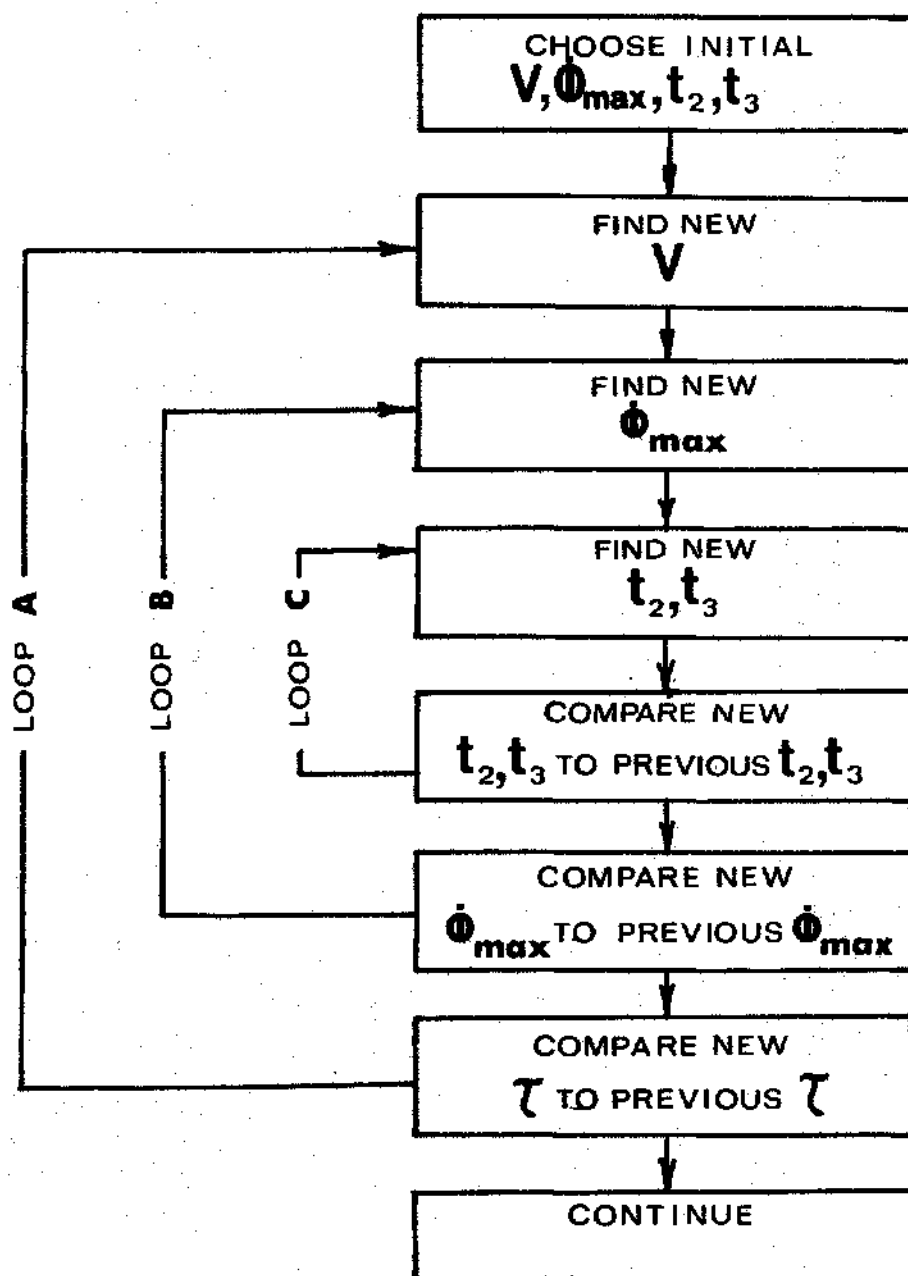 CHOOSE INITIAL
V, Φ̇max, t₂, t₃
FIND NEW
V
FIND NEW
Φ̇max
FIND NEW
t₂, t₃
COMPARE NEW
t₂, t₃ TO PREVIOUS t₂, t₃
COMPARE NEW
Φ̇max TO PREVIOUS Φ̇max
COMPARE NEW
τ TO PREVIOUS τ
CONTINUE
LOOP A
LOOP B
LOOP C